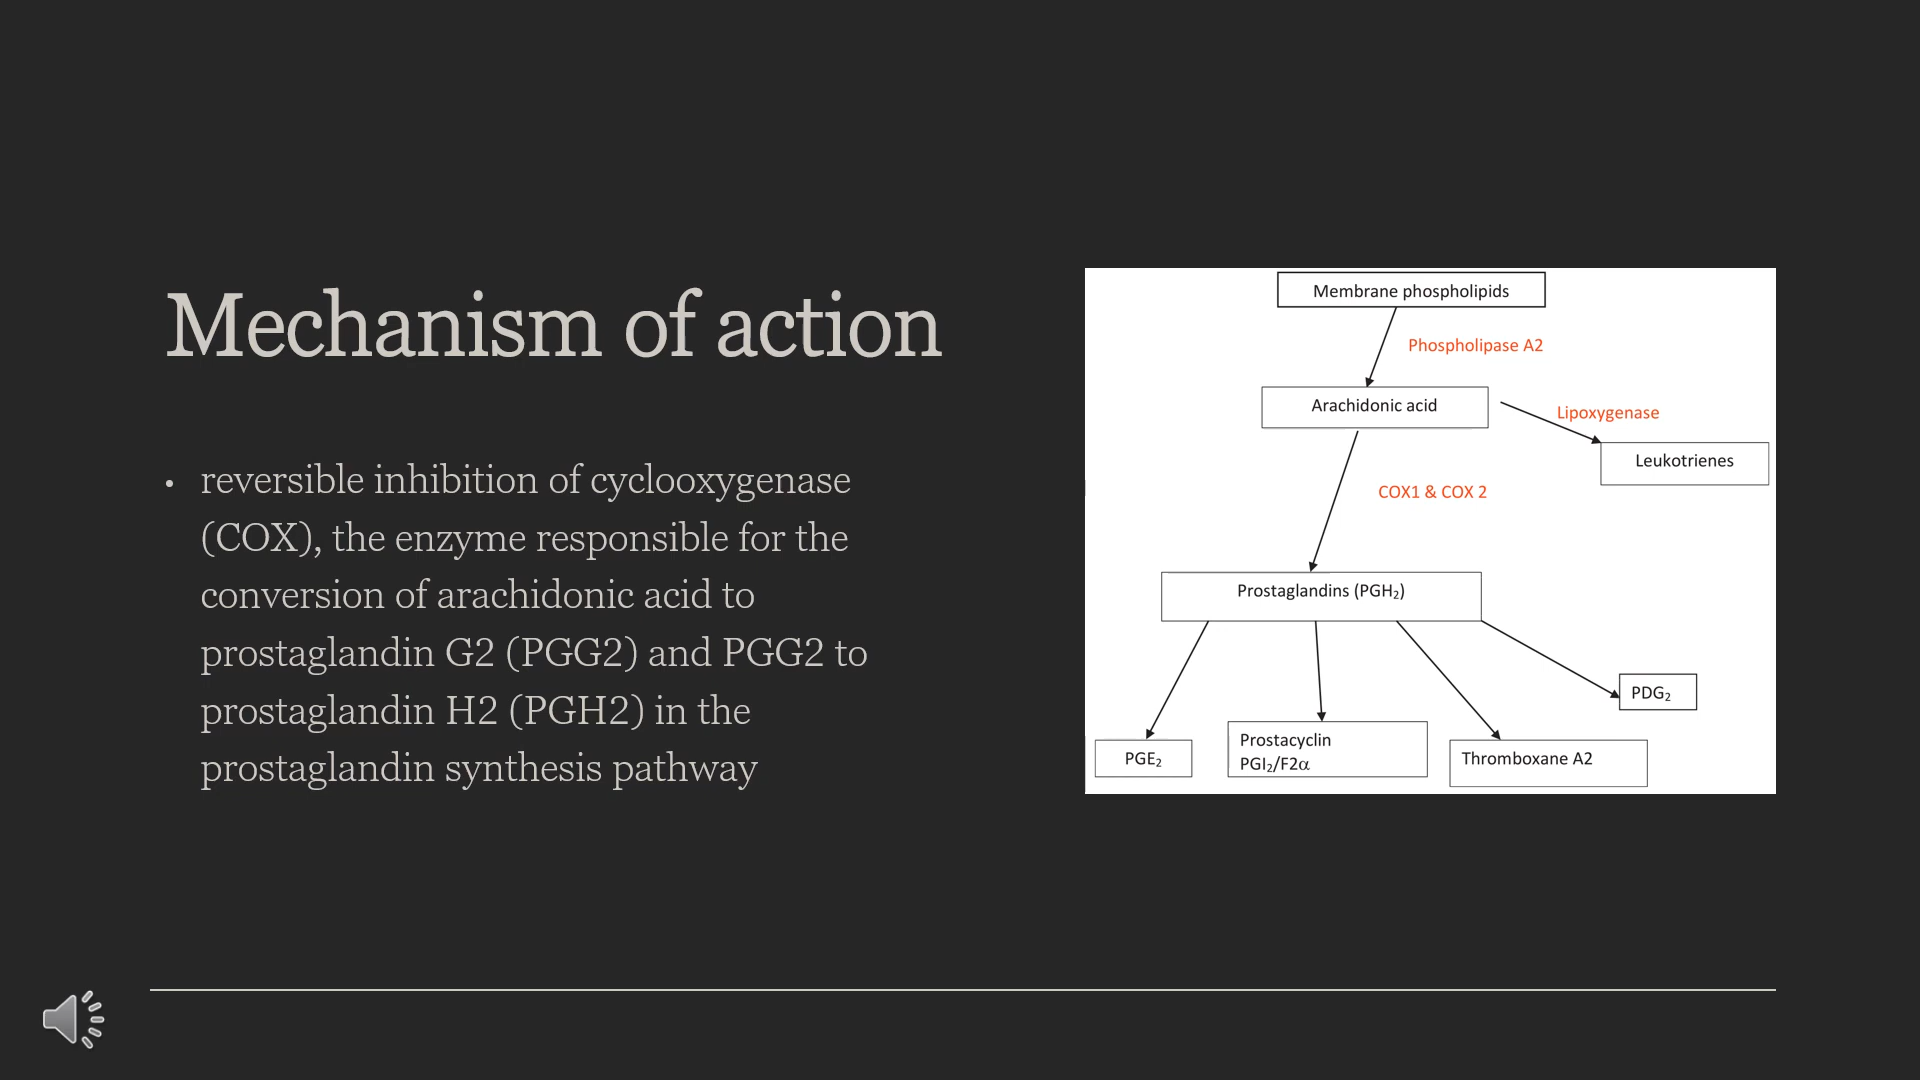 Mechanism of action
• reversible inhibition of cyclooxygenase
(COX), the enzyme responsible for the
conversion of arachidonic acid to
prostaglandin G2 (PGG2) and PGG2 to
prostaglandin H2 (PGH2) in the
prostaglandin synthesis pathway
Membrane phospholipids
Phospholipase A2
Arachidonic acid
Lipoxygenase
Leukotrienes
COX1 & COX 2
Prostaglandins (PGH₂)
PDG₂
PGE₂
Prostacyclin
PGI₂/F2α
Thromboxane A2